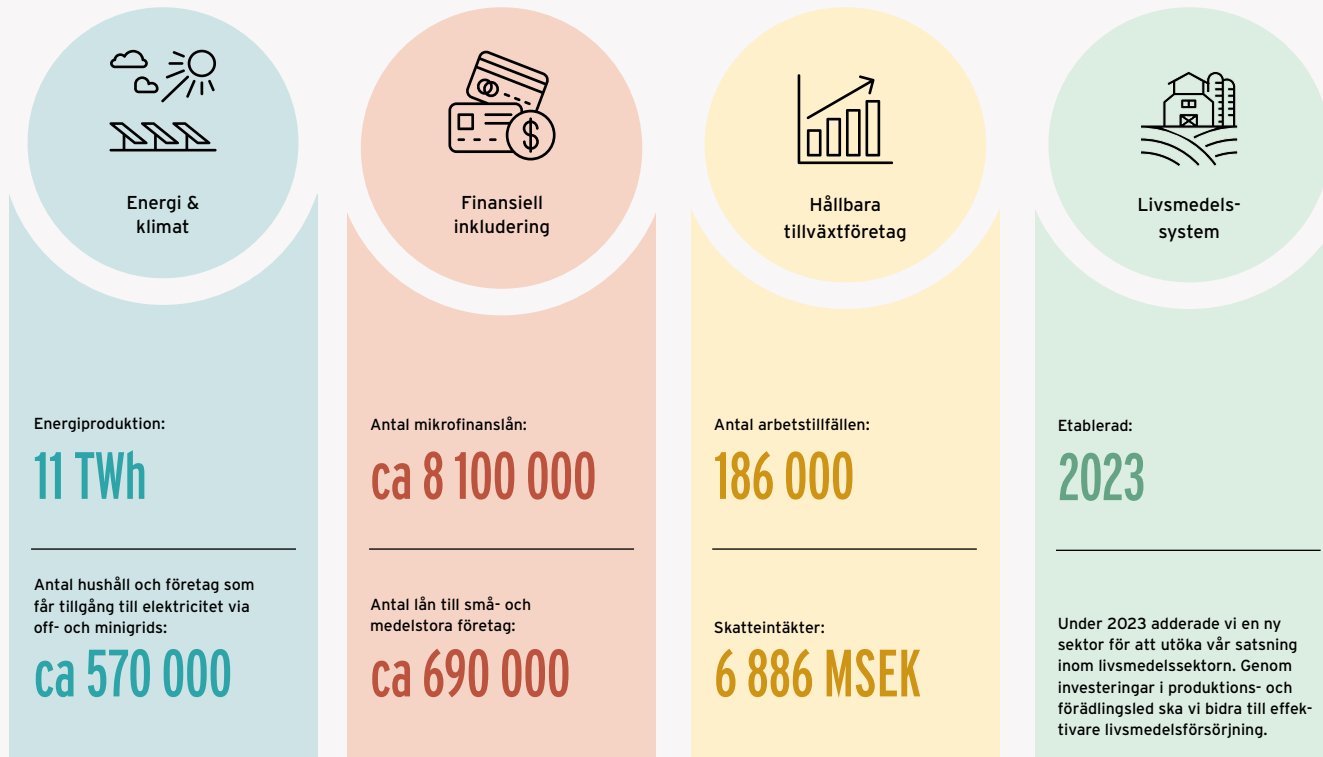 Energi &
klimat
Energiproduktion:
11 TWh
Antal hushåll och företag som
får tillgång till elektricitet via
off- och minigrids:
ca 570 000
Finansiell
inkludering
Antal mikrofinanslån:
ca 8 100 000
Antal lån till små- och
medelstora företag:
ca 690 000
Hållbara
tillväxtföretag
Antal arbetstillfällen:
186 000
Skatteintäkter:
6 886 MSEK
Livsmedels-
system
Etablerad:
2023
Under 2023 adderade vi en ny
sektor för att utöka vår satsning
inom livsmedelssektorn. Genom
investeringar i produktions- och
förädlingsled ska vi bidra till effek-
tivare livsmedelsförsörjning.